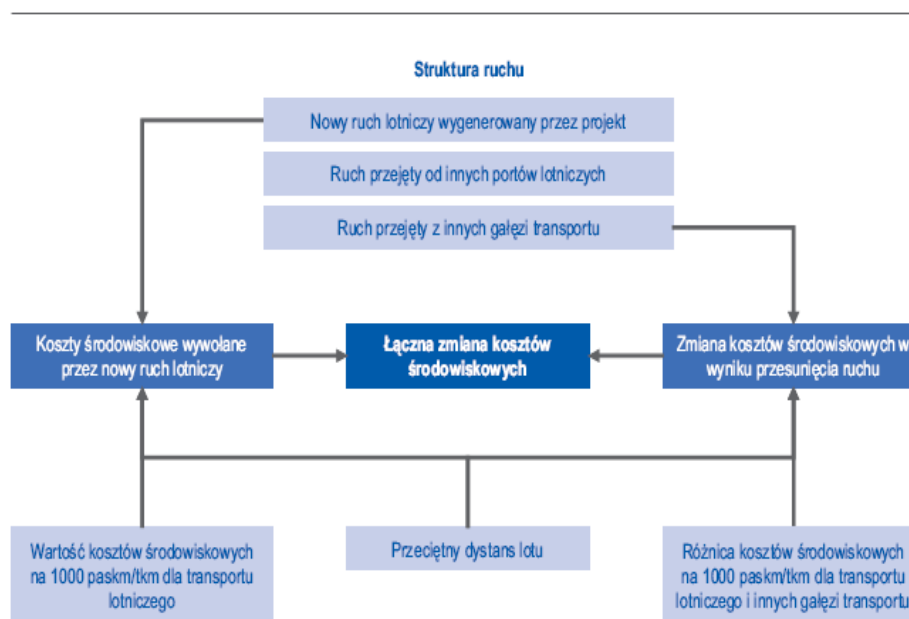 Struktura ruchu
Nowy ruch lotniczy wygenerowany przez projekt
Ruch przejęty od innych portów lotniczych
Ruch przejęty z innych gałęzi transportu
Koszty środowiskowe wywołane
przez nowy ruch lotniczy
Łączna zmiana kosztów
środowiskowych
Zmiana kosztów środowiskowych w
wyniku przesunięcia ruchu
Wartość kosztów środowiskowych
na 1000 paskm/tkm dla transportu
lotniczego
Przeciętny dystans lotu
Różnica kosztów środowiskowych
na 1000 paskm/tkm dla transportu
lotniczego i innych gałęzi transportu